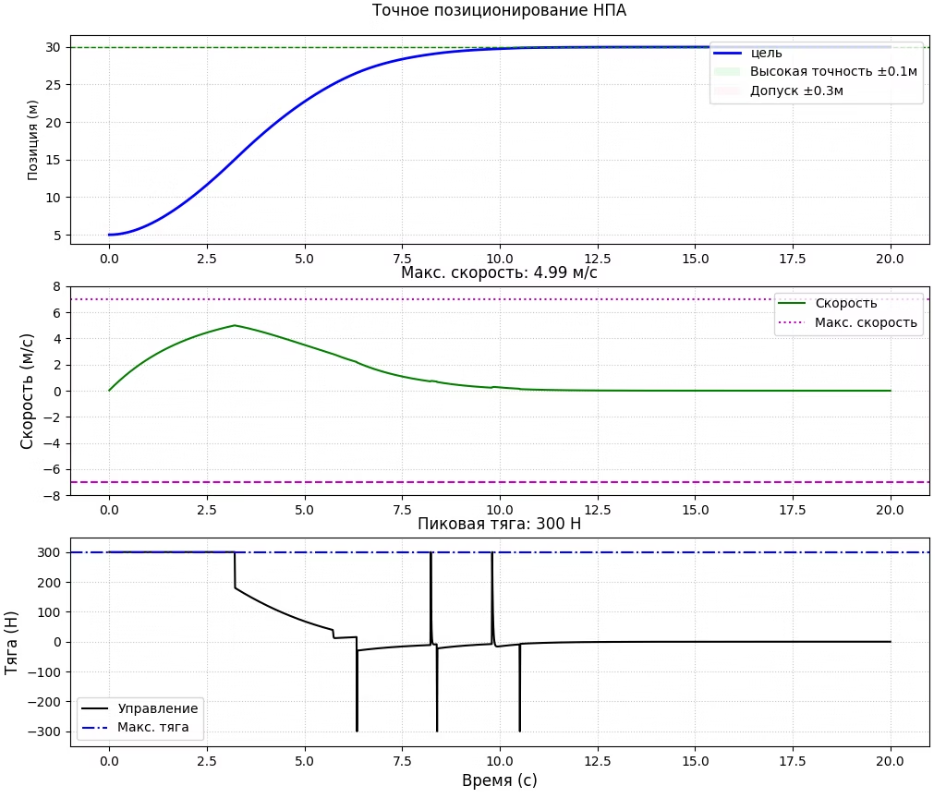 Точное позиционирование НПА
Позиция (м)
30
25
20
15
10
5
цель
Высокая точность ±0.1м
Допуск ±0.3м
0.0 2.5 5.0 7.5 10.0 12.5 15.0 17.5 20.0
Макс. скорость: 4.99 м/с
Скорость (м/с)
8
6
4
2
0
−2
−4
−6
−8
Скорость
Макс. скорость
0.0 2.5 5.0 7.5 10.0 12.5 15.0 17.5 20.0
Пиковая тяга: 300 Н
Тяга (Н)
300
200
100
0
−100
−200
−300
Управление
Макс. тяга
0.0 2.5 5.0 7.5 10.0 12.5 15.0 17.5 20.0
Время (с)